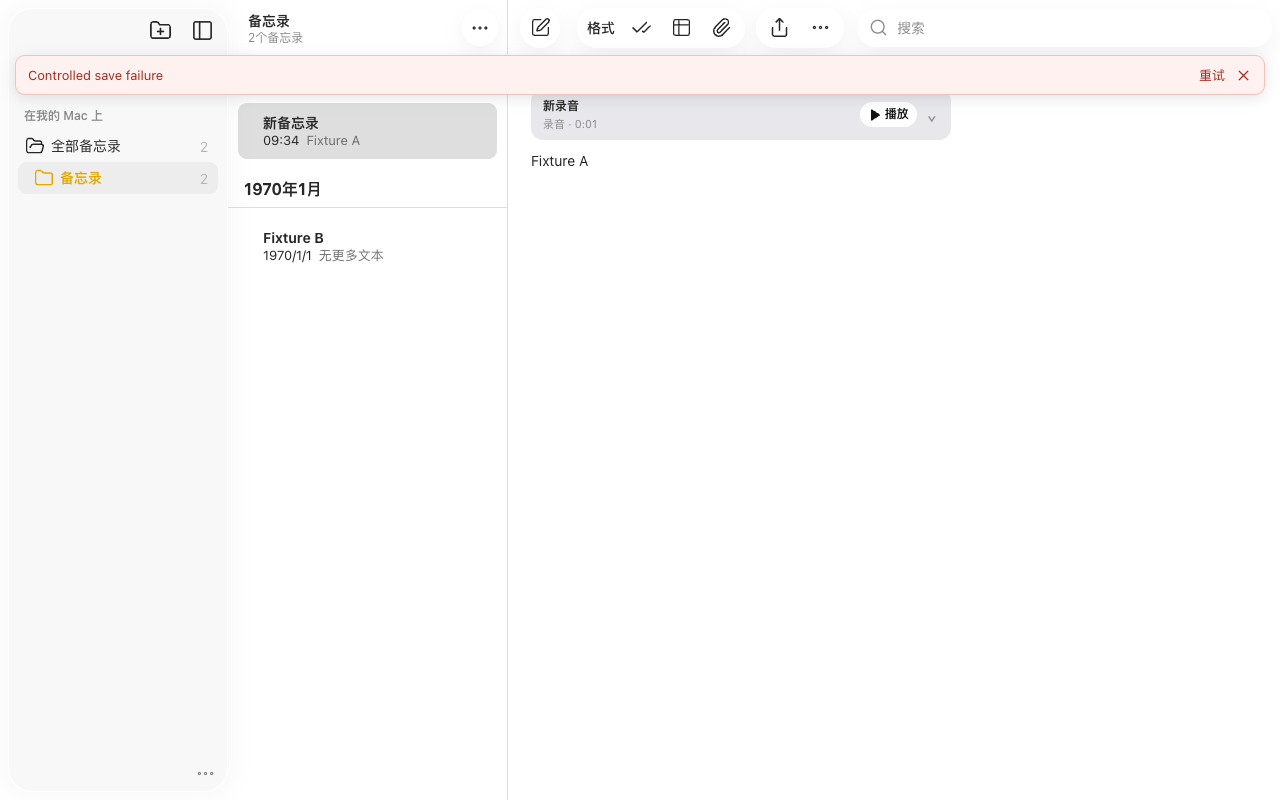 备忘录
2个备忘录
格式
搜索
Controlled save failure
重试
在我的 Mac 上
全部备忘录 2
备忘录 2
新备忘录
09:34 Fixture A
1970年1月
Fixture B
1970/1/1 无更多文本
新录音
录音 · 0:01
播放
Fixture A